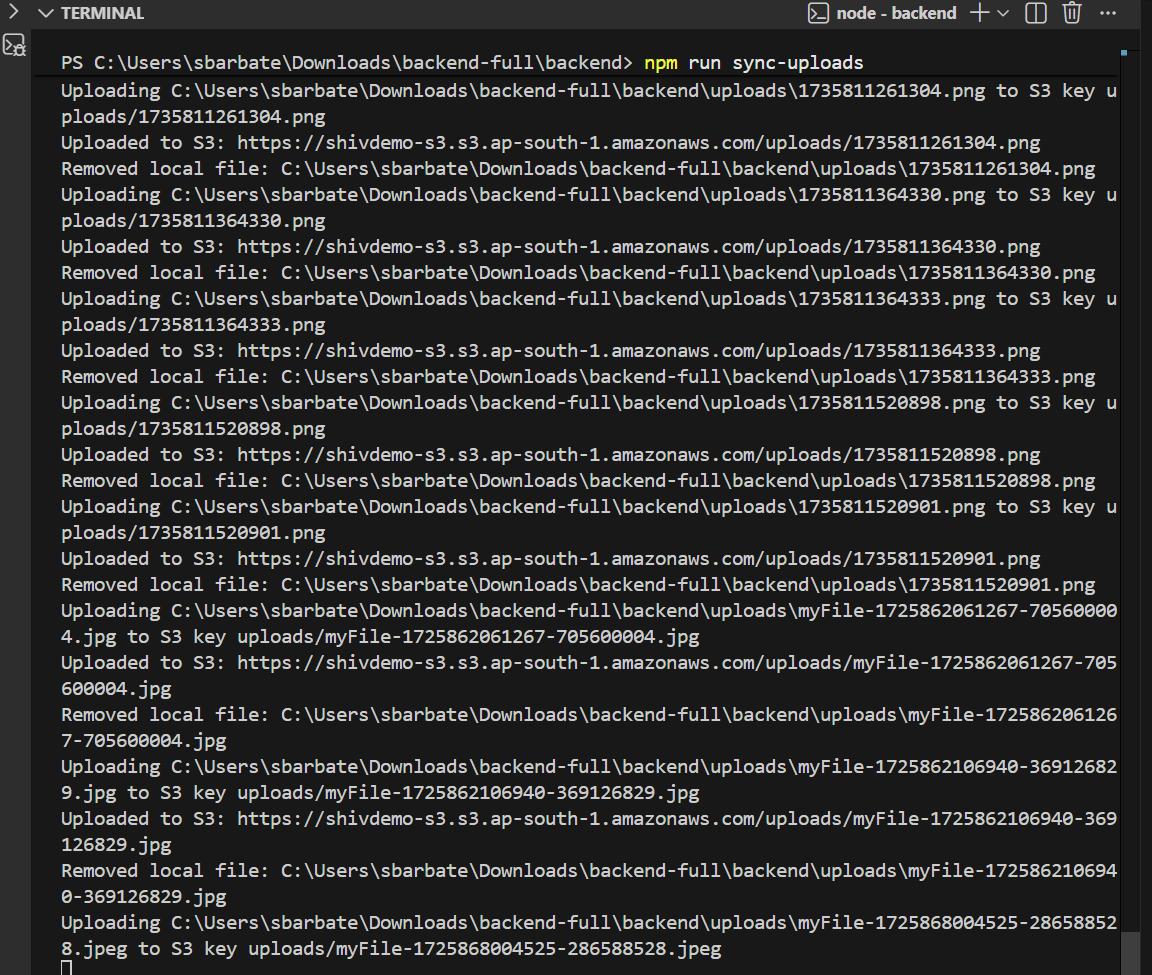 TERMINAL
node - backend
PS C:\Users\sbarbate\Downloads\backend-full\backend> npm run sync-uploads
Uploading C:\Users\sbarbate\Downloads\backend-full\backend\uploads\1735811261304.png to S3 key u
ploads/1735811261304.png
Uploaded to S3: https://shivdemo-s3.s3.ap-south-1.amazonaws.com/uploads/1735811261304.png
Removed local file: C:\Users\sbarbate\Downloads\backend-full\backend\uploads\1735811261304.png
Uploading C:\Users\sbarbate\Downloads\backend-full\backend\uploads\1735811364330.png to S3 key u
ploads/1735811364330.png
Uploaded to S3: https://shivdemo-s3.s3.ap-south-1.amazonaws.com/uploads/1735811364330.png
Removed local file: C:\Users\sbarbate\Downloads\backend-full\backend\uploads\1735811364330.png
Uploading C:\Users\sbarbate\Downloads\backend-full\backend\uploads\1735811364333.png to S3 key u
ploads/1735811364333.png
Uploaded to S3: https://shivdemo-s3.s3.ap-south-1.amazonaws.com/uploads/1735811364333.png
Removed local file: C:\Users\sbarbate\Downloads\backend-full\backend\uploads\1735811364333.png
Uploading C:\Users\sbarbate\Downloads\backend-full\backend\uploads\1735811520898.png to S3 key u
ploads/1735811520898.png
Uploaded to S3: https://shivdemo-s3.s3.ap-south-1.amazonaws.com/uploads/1735811520898.png
Removed local file: C:\Users\sbarbate\Downloads\backend-full\backend\uploads\1735811520898.png
Uploading C:\Users\sbarbate\Downloads\backend-full\backend\uploads\1735811520901.png to S3 key u
ploads/1735811520901.png
Uploaded to S3: https://shivdemo-s3.s3.ap-south-1.amazonaws.com/uploads/1735811520901.png
Removed local file: C:\Users\sbarbate\Downloads\backend-full\backend\uploads\1735811520901.png
Uploading C:\Users\sbarbate\Downloads\backend-full\backend\uploads\myFile-1725862061267-70560000
4.jpg to S3 key uploads/myFile-1725862061267-705600004.jpg
Uploaded to S3: https://shivdemo-s3.s3.ap-south-1.amazonaws.com/uploads/myFile-1725862061267-705
600004.jpg
Removed local file: C:\Users\sbarbate\Downloads\backend-full\backend\uploads\myFile-172586206126
7-705600004.jpg
Uploading C:\Users\sbarbate\Downloads\backend-full\backend\uploads\myFile-1725862106940-36912682
9.jpg to S3 key uploads/myFile-1725862106940-369126829.jpg
Uploaded to S3: https://shivdemo-s3.s3.ap-south-1.amazonaws.com/uploads/myFile-1725862106940-369
126829.jpg
Removed local file: C:\Users\sbarbate\Downloads\backend-full\backend\uploads\myFile-172586210694
0-369126829.jpg
Uploading C:\Users\sbarbate\Downloads\backend-full\backend\uploads\myFile-1725868004525-28658852
8.jpeg to S3 key uploads/myFile-1725868004525-286588528.jpeg